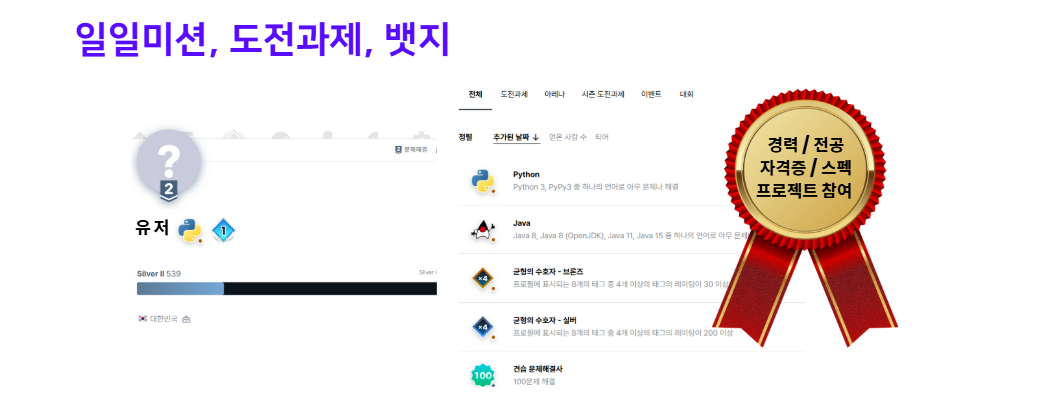 일일미션, 도전과제, 뱃지
전체 도전과제 아레나 시즌 도전과제 이벤트 대회
정렬 추가된 날짜 ↓ 얻은 사람 수 티어
?
2
2 문제해결
유저
1
Silver II 539
Silver I
대한민국
Python
Python 3, PyPy3 중 하나의 언어로 아무 문제나 해결
Java
Java 8, Java 8 (OpenJDK), Java 11, Java 15 중 하나의 언어로 아무 문제
×4
균형의 수호자 - 브론즈
프로필에 표시되는 8개의 태그 중 4개 이상의 태그의 레이팅이 30 이상
×4
균형의 수호자 - 실버
프로필에 표시되는 8개의 태그 중 4개 이상의 태그의 레이팅이 200 이상
100
견습 문제해결사
100문제 해결
경력 / 전공
자격증 / 스펙
프로젝트 참여